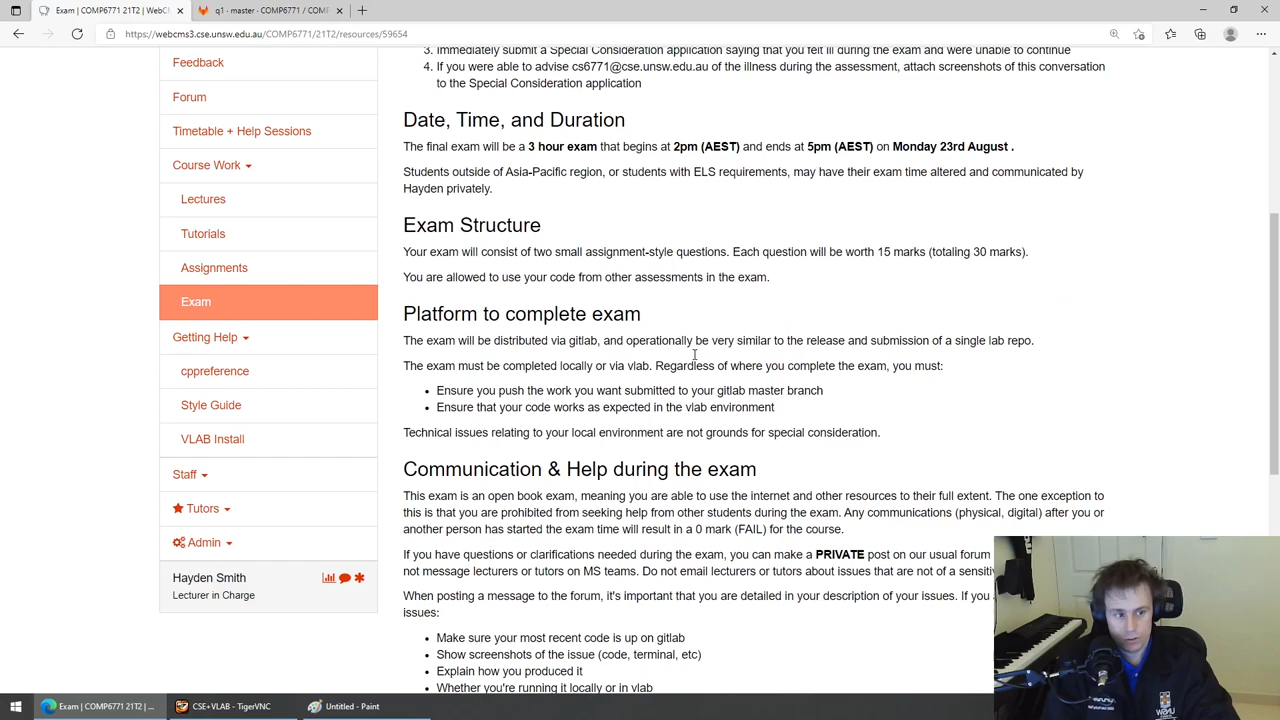 Exam | COMP6771 21T2 | WebCM
q1 · master · COMP6771 / COMP
https://webcms3.cse.unsw.edu.au/COMP6771/21T2/resources/59654
Feedback
Forum
Timetable + Help Sessions
Course Work
Lectures
Tutorials
Assignments
Exam
Getting Help
cppreference
Style Guide
VLAB Install
Staff
Tutors
Admin
Hayden Smith
Lecturer in Charge
3. Immediately submit a Special Consideration application saying that you felt ill during the exam and were unable to continue
4. If you were able to advise cs6771@cse.unsw.edu.au of the illness during the assessment, attach screenshots of this conversation
to the Special Consideration application
Date, Time, and Duration
The final exam will be a 3 hour exam that begins at 2pm (AEST) and ends at 5pm (AEST) on Monday 23rd August .
Students outside of Asia-Pacific region, or students with ELS requirements, may have their exam time altered and communicated by
Hayden privately.
Exam Structure
Your exam will consist of two small assignment-style questions. Each question will be worth 15 marks (totaling 30 marks).
You are allowed to use your code from other assessments in the exam.
Platform to complete exam
The exam will be distributed via gitlab, and operationally be very similar to the release and submission of a single lab repo.
The exam must be completed locally or via vlab. Regardless of where you complete the exam, you must:
• Ensure you push the work you want submitted to your gitlab master branch
• Ensure that your code works as expected in the vlab environment
Technical issues relating to your local environment are not grounds for special consideration.
Communication & Help during the exam
This exam is an open book exam, meaning you are able to use the internet and other resources to their full extent. The one exception to
this is that you are prohibited from seeking help from other students during the exam. Any communications (physical, digital) after you or
another person has started the exam time will result in a 0 mark (FAIL) for the course.
If you have questions or clarifications needed during the exam, you can make a PRIVATE post on our usual forum
not message lecturers or tutors on MS teams. Do not email lecturers or tutors about issues that are not of a sensiti
When posting a message to the forum, it's important that you are detailed in your description of your issues. If you
issues:
• Make sure your most recent code is up on gitlab
• Show screenshots of the issue (code, terminal, etc)
• Explain how you produced it
• Whether you're running it locally or in vlab
Exam | COMP6771 21T2 | ...
CSE+VLAB - TigerVNC
Untitled - Paint
UNSW